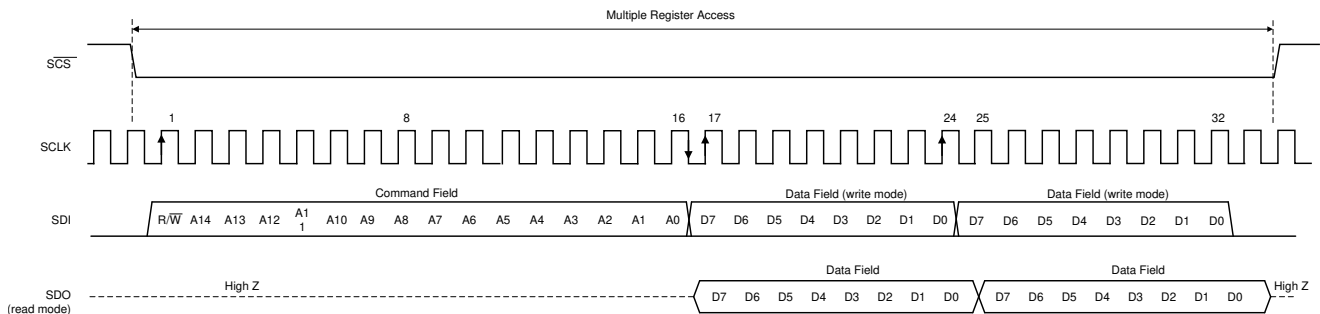 Multiple Register Access
SCS
1 8 16 17 24 25 32
SCLK
Command Field Data Field (write mode) Data Field (write mode)
SDI R/W A14 A13 A12 A1 A10 A9 A8 A7 A6 A5 A4 A3 A2 A1 A0 D7 D6 D5 D4 D3 D2 D1 D0 D7 D6 D5 D4 D3 D2 D1 D0
1
Data Field Data Field
High Z High Z
SDO D7 D6 D5 D4 D3 D2 D1 D0 D7 D6 D5 D4 D3 D2 D1 D0
(read mode)